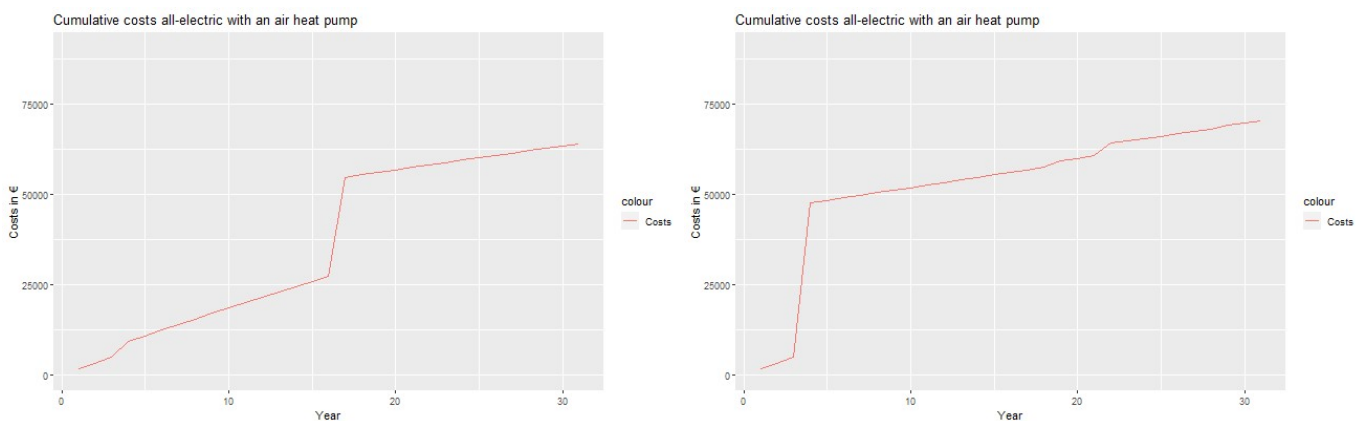 Cumulative costs all-electric with an air heat pump
75000
50000
25000
0
Costs in €
0
10
20
30
Year
colour
Costs
Cumulative costs all-electric with an air heat pump
75000
50000
25000
0
Costs in €
0
10
20
30
Year
colour
Costs